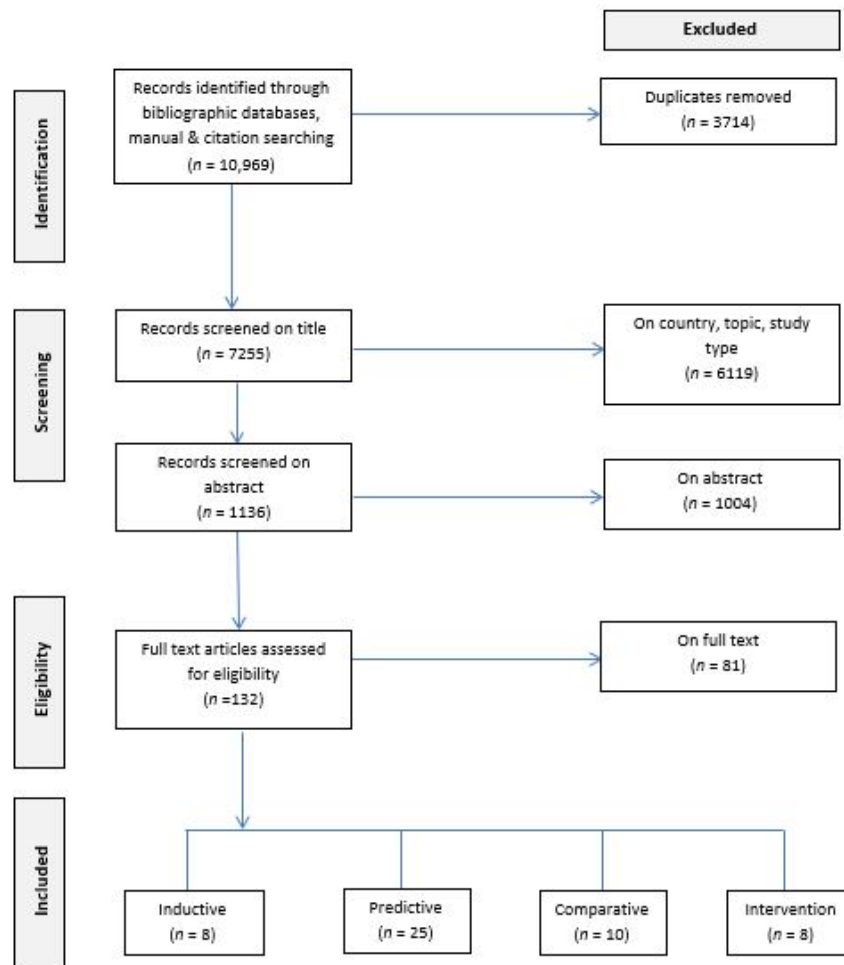 Excluded
Identification
Records identified through
bibliographic databases,
manual & citation searching
(n = 10,969)
Duplicates removed
(n = 3714)
Screening
Records screened on title
(n = 7255)
On country, topic, study
type
(n = 6119)
Records screened on
abstract
(n = 1136)
On abstract
(n = 1004)
Eligibility
Full text articles assessed
for eligibility
(n =132)
On full text
(n = 81)
Included
Inductive
(n = 8)
Predictive
(n = 25)
Comparative
(n = 10)
Intervention
(n = 8)